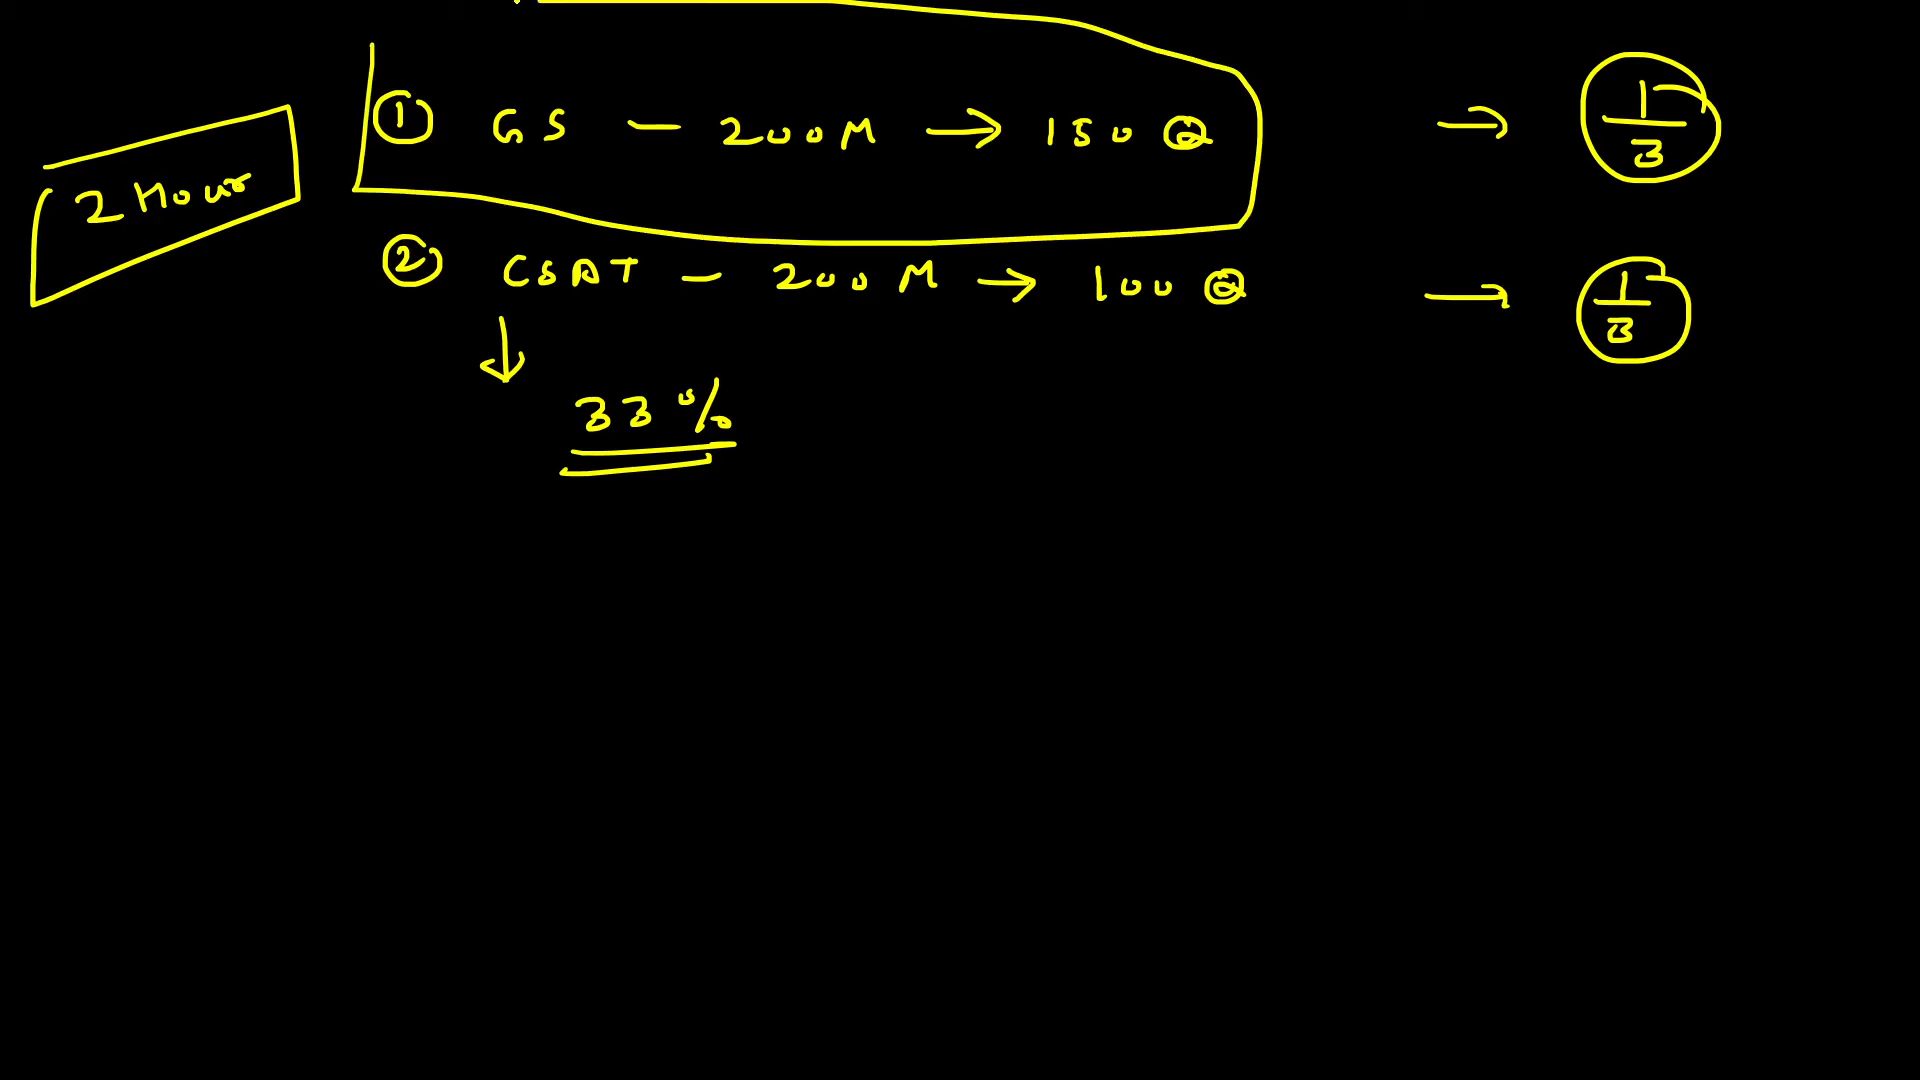 ① GS — 200M → 150 Q → 1/3
2 Hour
② CSAT — 200 M → 100 Q → 1/3
↓
33%